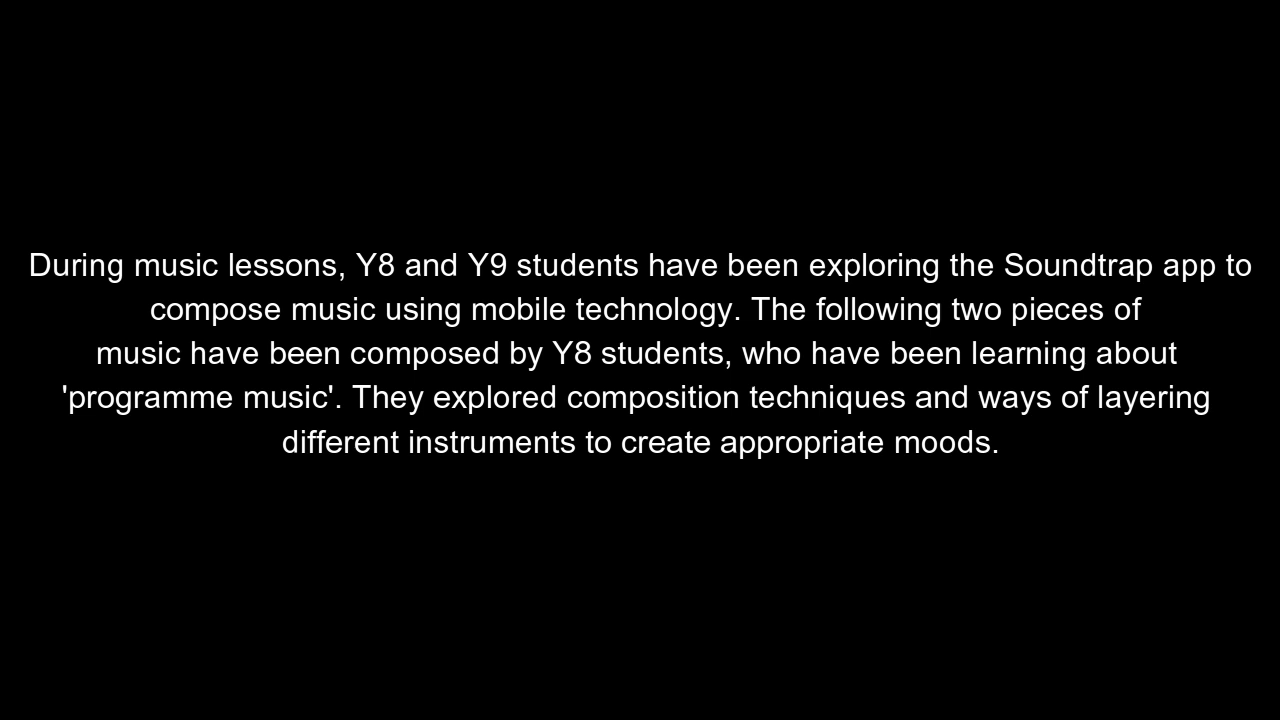 During music lessons, Y8 and Y9 students have been exploring the Soundtrap app to
compose music using mobile technology. The following two pieces of
music have been composed by Y8 students, who have been learning about
'programme music'. They explored composition techniques and ways of layering
different instruments to create appropriate moods.